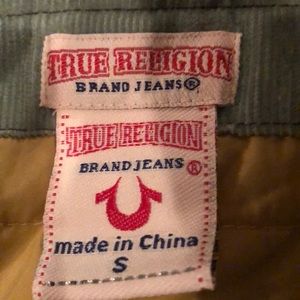 TRUE RELIGION
BRAND JEANS®
TRUE RELIGION
BRAND JEANS®
made in China
S